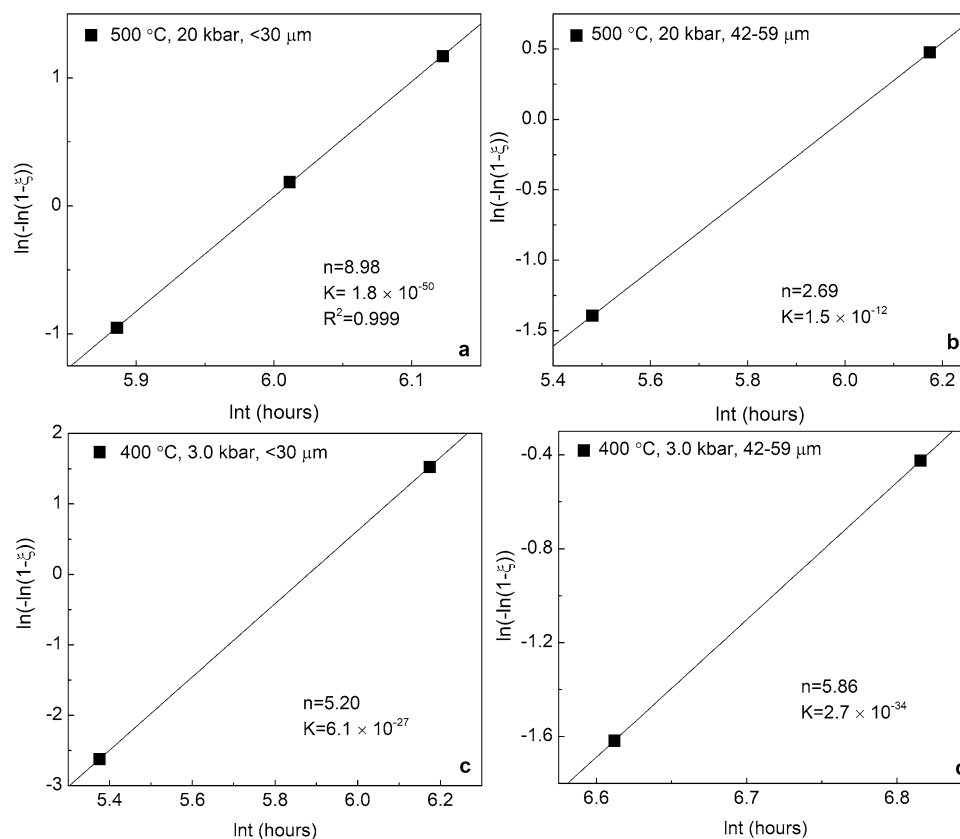 500 °C, 20 kbar, <30 μm
1
0
-1
ln(-ln(1-ξ))
n=8.98
K= 1.8 × 10^-50
R^2=0.999
a
5.9
6.0
6.1
lnt (hours)
500 °C, 20 kbar, 42-59 μm
0.5
0.0
-0.5
-1.0
-1.5
ln(-ln(1-ξ))
n=2.69
K=1.5 × 10^-12
b
5.4
5.6
5.8
6.0
6.2
lnt (hours)
400 °C, 3.0 kbar, <30 μm
2
1
0
-1
-2
-3
ln(-ln(1-ξ))
n=5.20
K=6.1 × 10^-27
c
5.4
5.6
5.8
6.0
6.2
lnt (hours)
400 °C, 3.0 kbar, 42-59 μm
-0.4
-0.8
-1.2
-1.6
ln(-ln(1-ξ))
n=5.86
K=2.7 × 10^-34
6.6
6.7
6.8
lnt (hours)